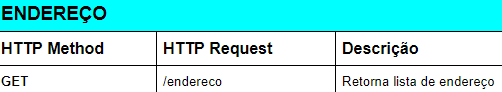 ENDEREÇO
HTTP Method HTTP Request Descrição
GET /endereco Retorna lista de endereço